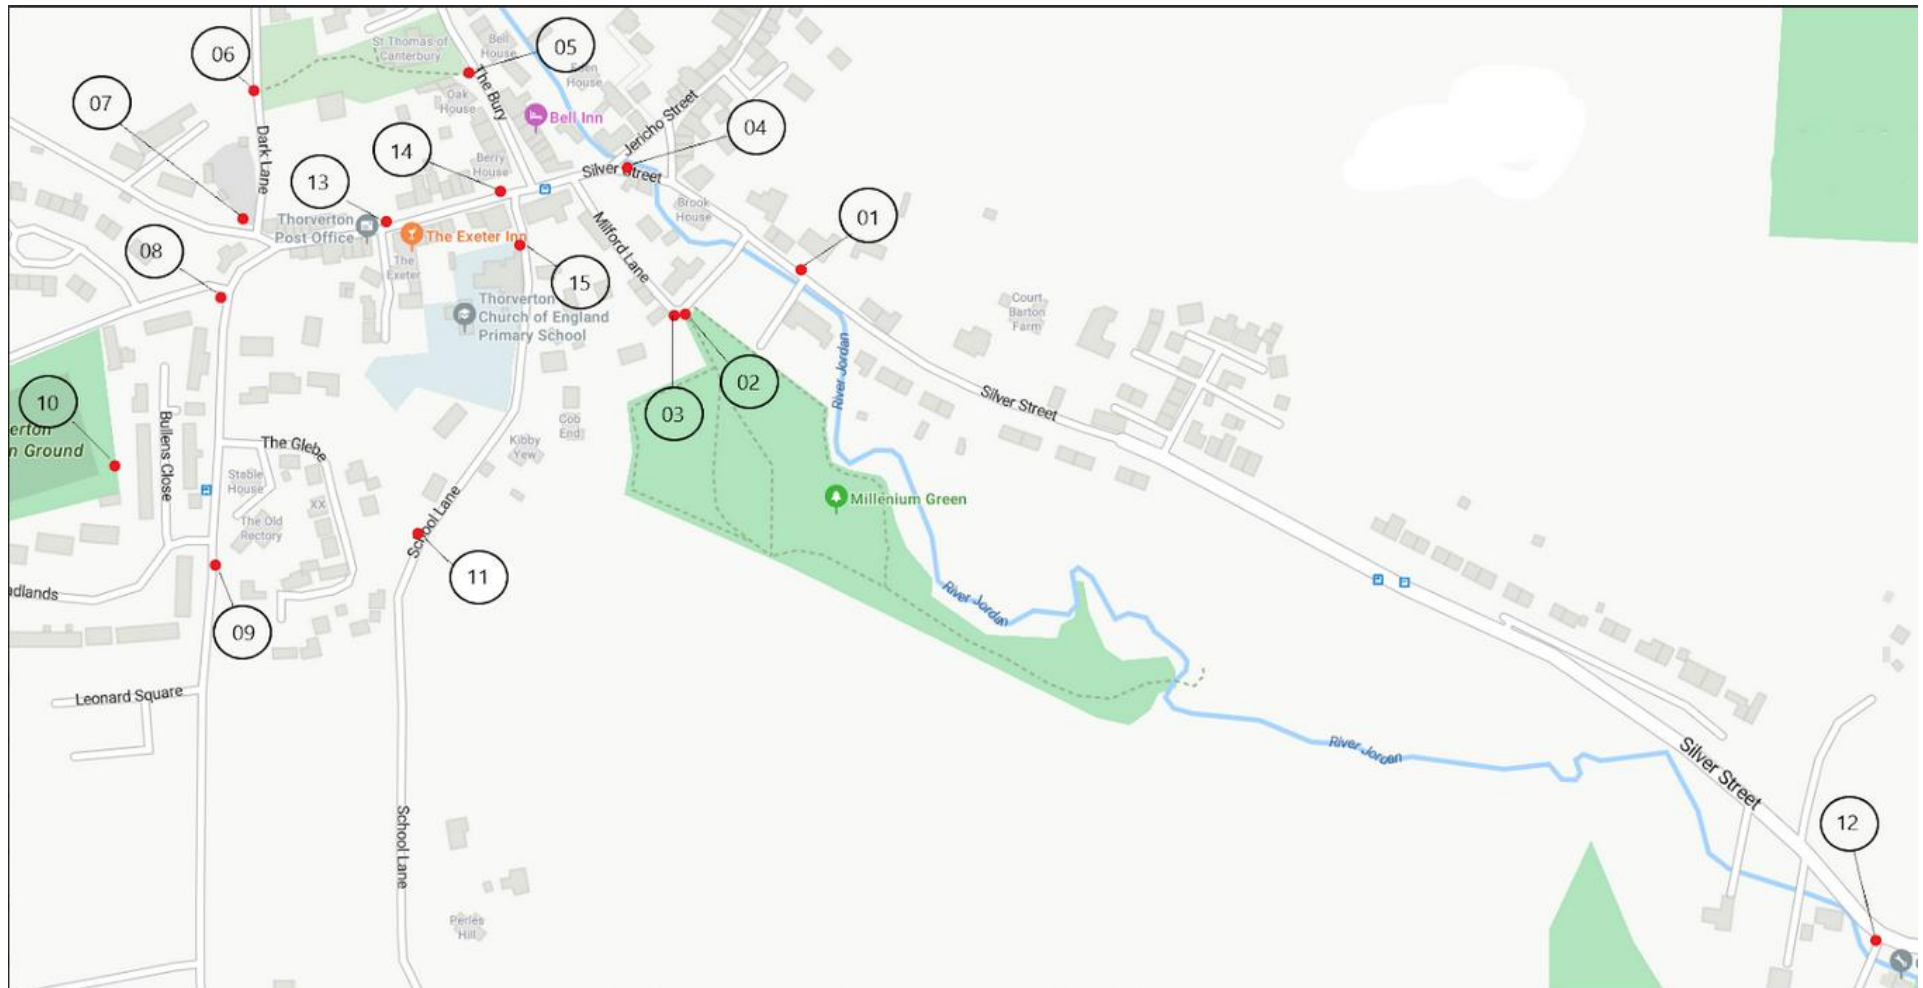 St Thomas of
Canterbury
Bell
House
05
06
The Bury
House
Oak
House
07
Bell Inn
Jericho Street
04
Dark Lane
14
Berry
House
Silver Street
13
Brook
House
01
Thorverton
Post Office
The Exeter Inn
Milford Lane
08
The
Exeter
15
Thorverton
Church of England
Primary School
Court
Barton
Farm
River Jordan
02
10
03
Silver Street
Bullens Close
The Glebe
Cob
End
Kibby
Yew
erton
n Ground
Stable
House
XX
The Old
Rectory
School Lane
Millenium Green
11
adlands
River Jordan
09
Leonard Square
River Jordan
Silver Street
School Lane
12
Perles
Hill